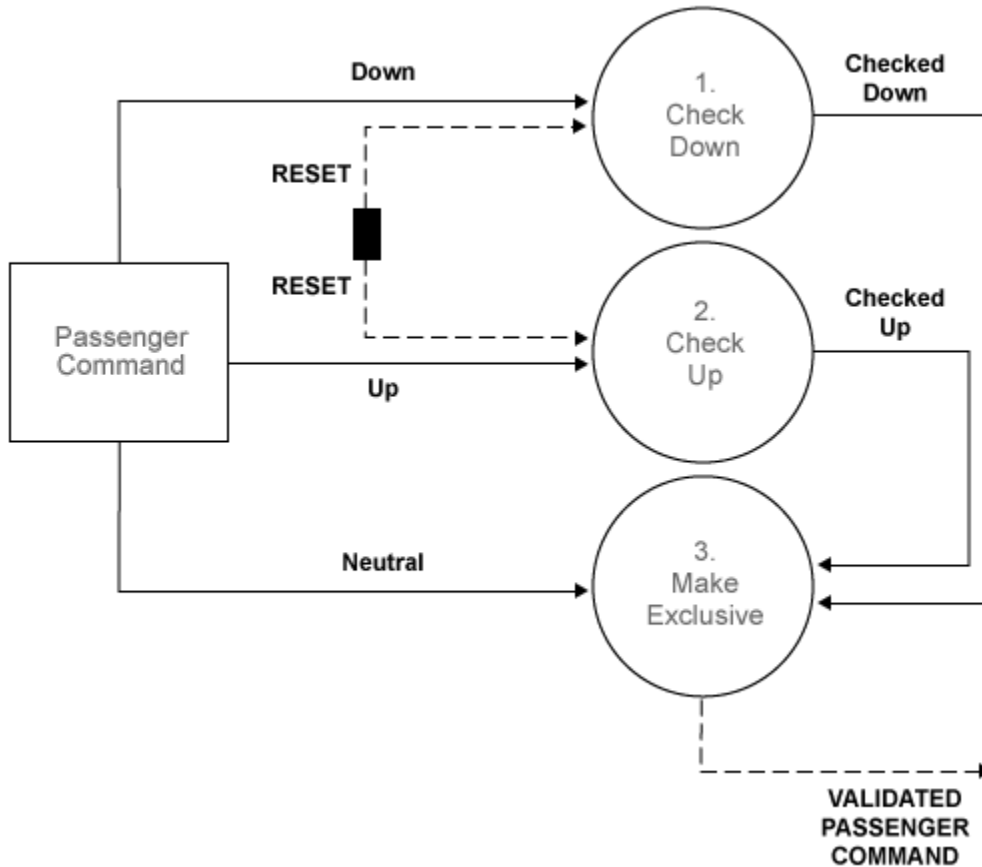 Down
1.
Check
Down
Checked
Down
RESET
RESET
Passenger
Command
Up
2.
Check
Up
Checked
Up
Neutral
3.
Make
Exclusive
VALIDATED
PASSENGER
COMMAND